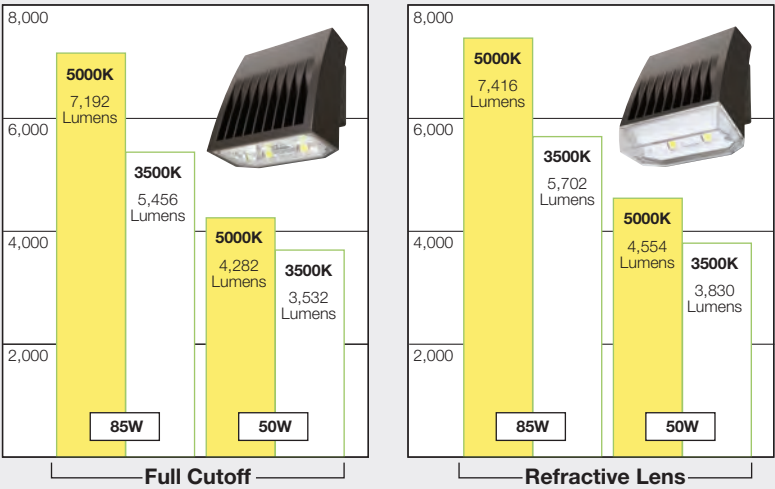 8,000
6,000
4,000
2,000
5000K
7,192
Lumens
3500K
5,456
Lumens
5000K
4,282
Lumens
3500K
3,532
Lumens
85W
50W
Full Cutoff
8,000
6,000
4,000
2,000
5000K
7,416
Lumens
3500K
5,702
Lumens
5000K
4,554
Lumens
3500K
3,830
Lumens
85W
50W
Refractive Lens